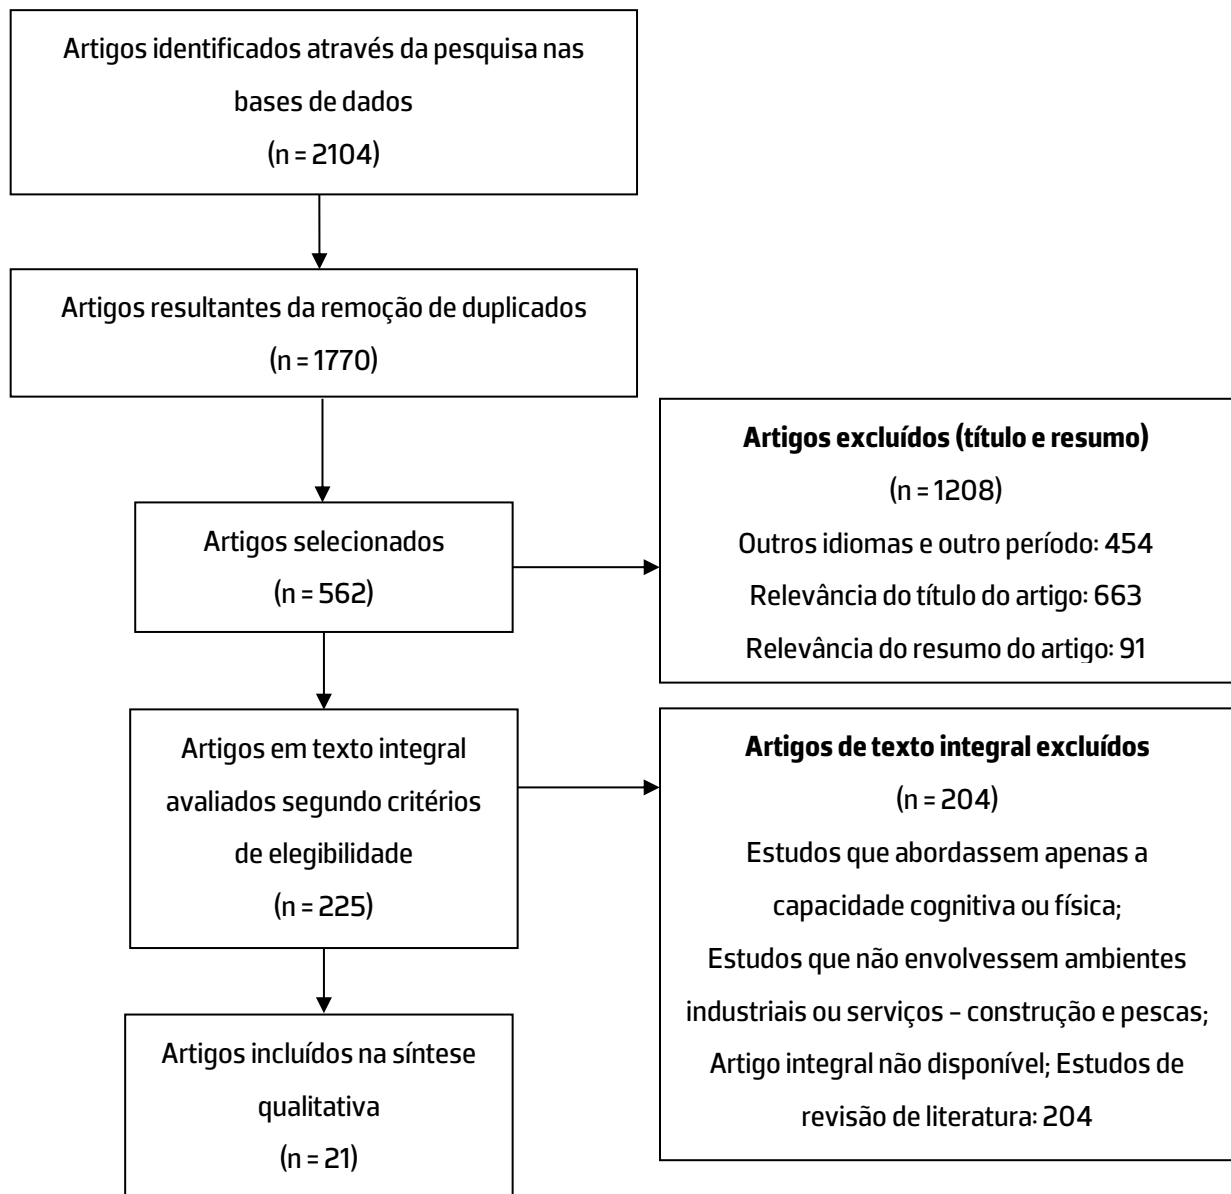 Artigos identificados através da pesquisa nas
bases de dados
(n = 2104)
Artigos resultantes da remoção de duplicados
(n = 1770)
Artigos excluídos (título e resumo)
(n = 1208)
Outros idiomas e outro período: 454
Relevância do título do artigo: 663
Relevância do resumo do artigo: 91
Artigos selecionados
(n = 562)
Artigos em texto integral
avaliados segundo critérios
de elegibilidade
(n = 225)
Artigos de texto integral excluídos
(n = 204)
Estudos que abordassem apenas a
capacidade cognitiva ou física;
Estudos que não envolvessem ambientes
industriais ou serviços – construção e pescas;
Artigo integral não disponível; Estudos de
revisão de literatura: 204
Artigos incluídos na síntese
qualitativa
(n = 21)